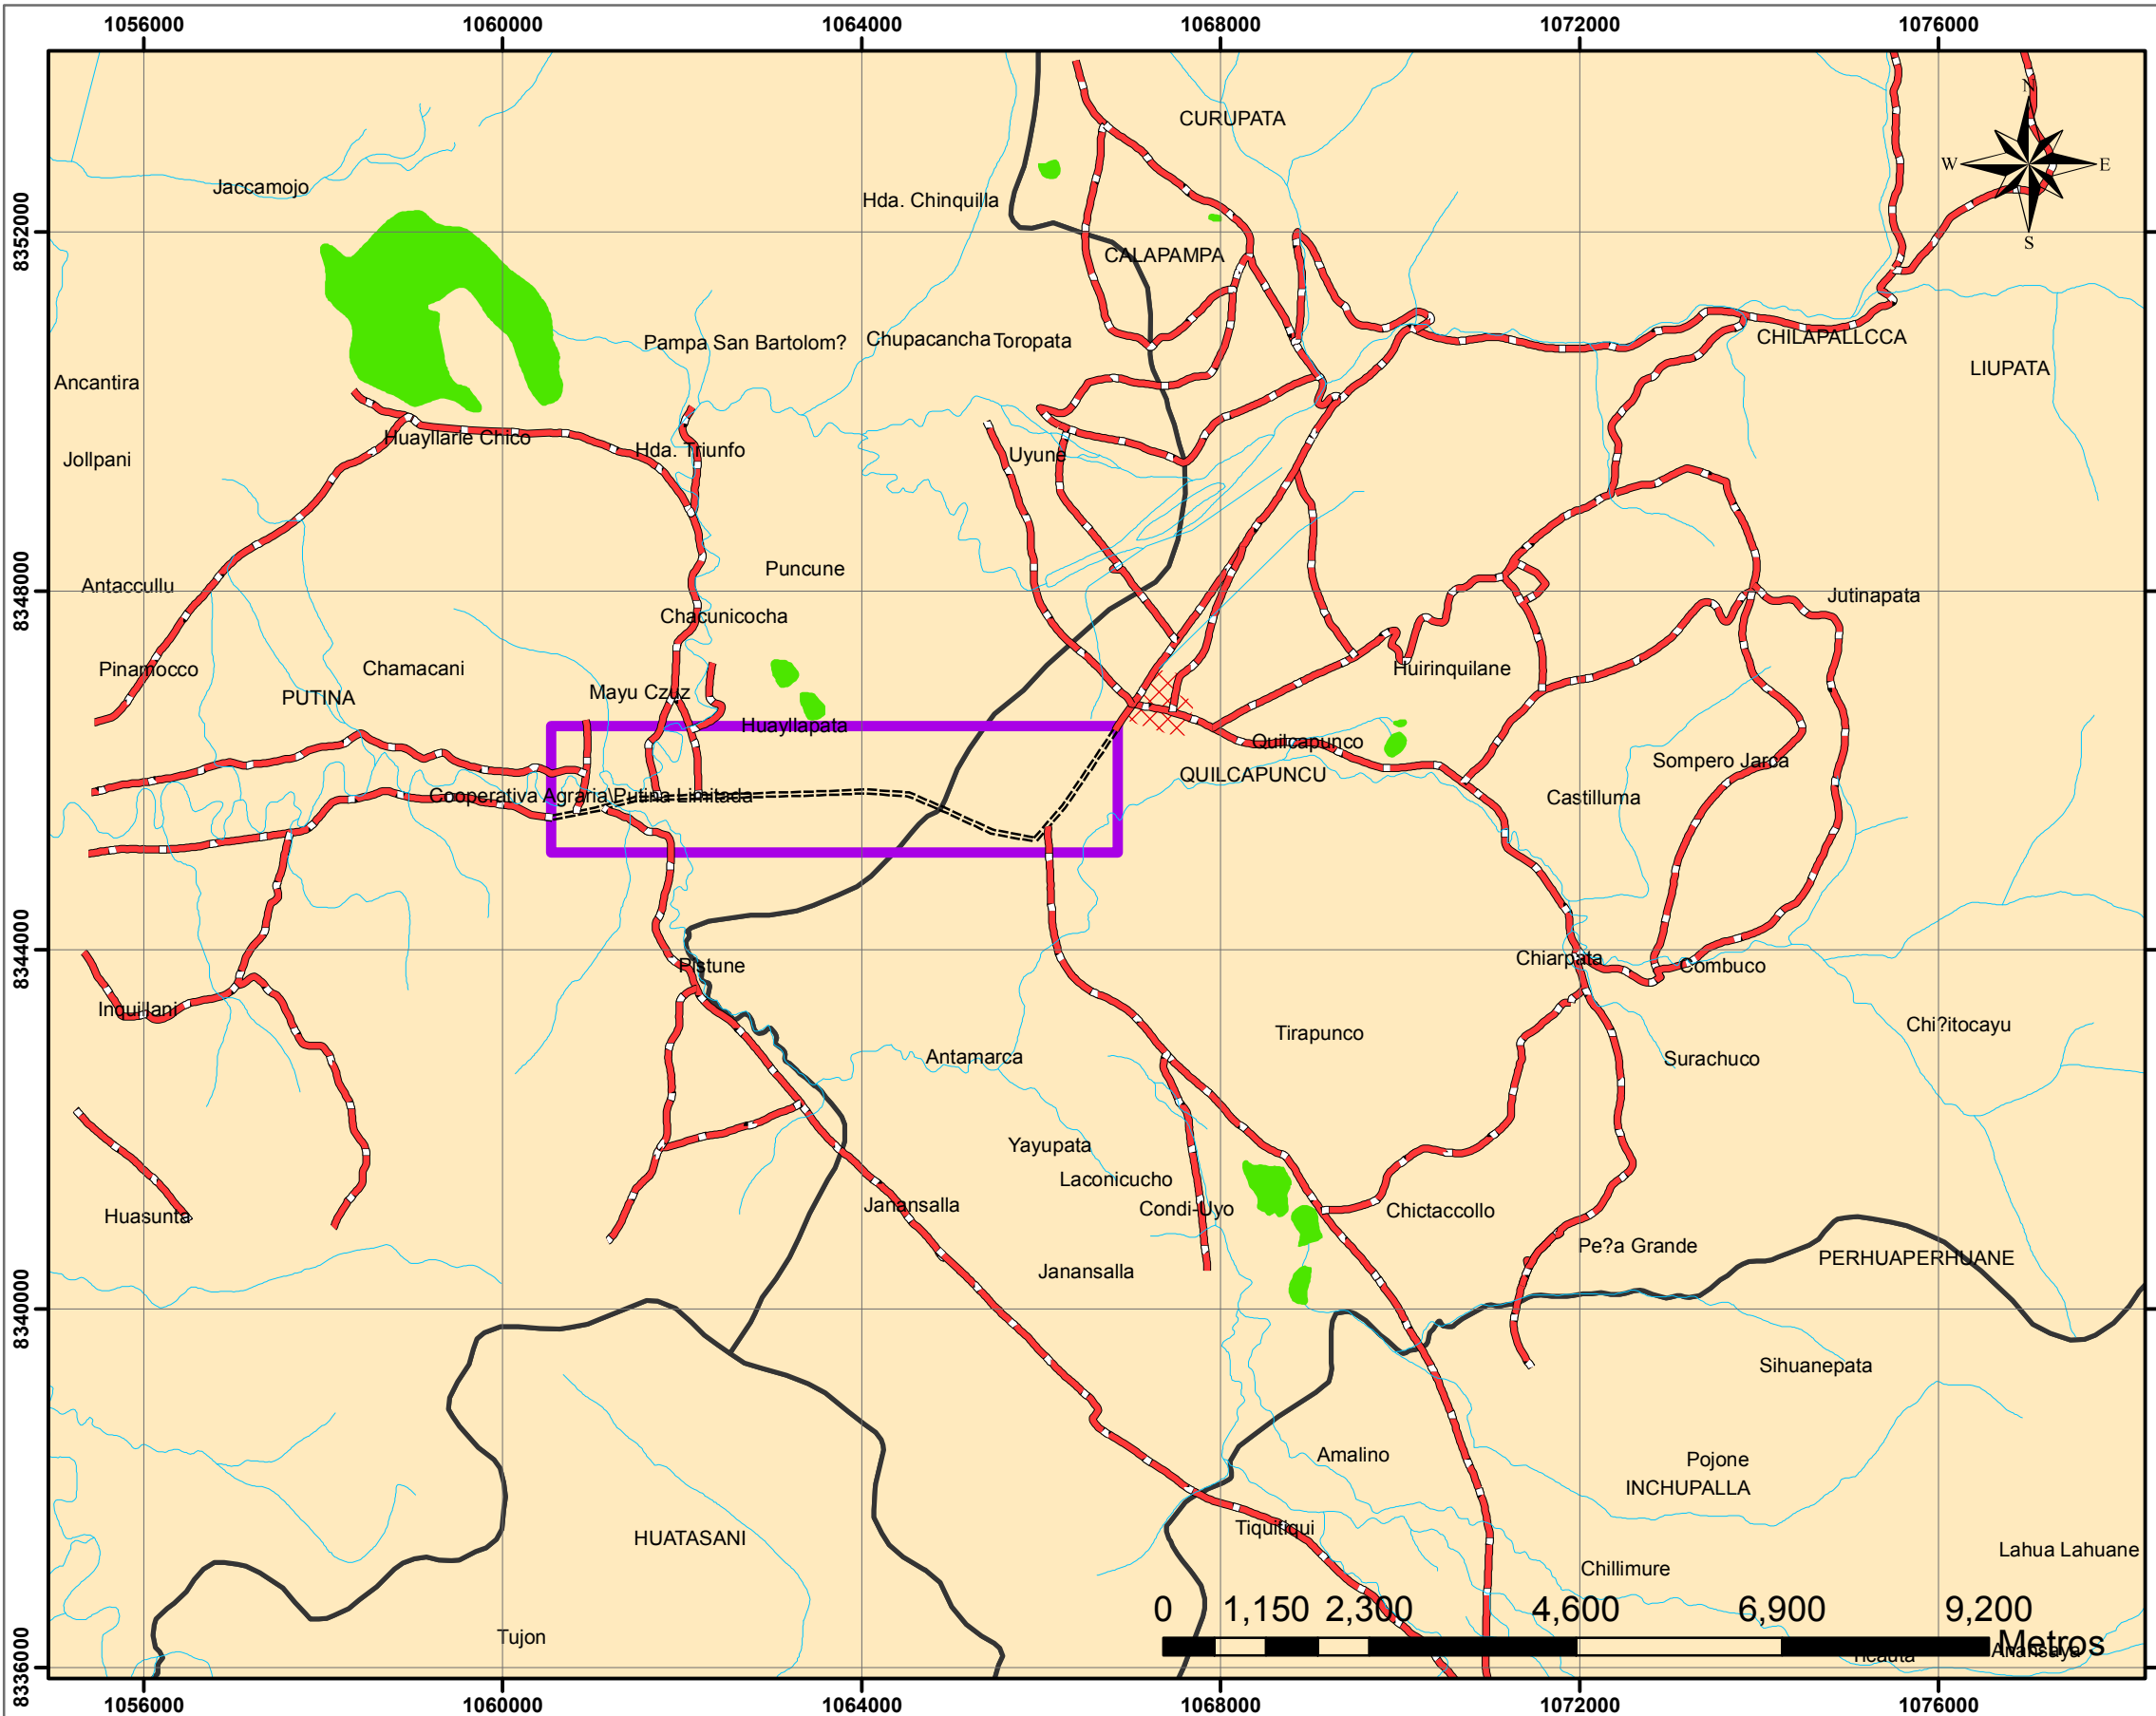 1056000 1060000 1064000 1068000 1072000 1076000
N
CURUPATA
W E
Jaccamojo
Hda. Chinquilla
8352000
S
CALAPAMPA
Pampa San Bartolom?
Chupacancha
Toropata
CHILAPALLCCA
LIUPATA
Ancantira
Huayllarie Chico
Hda. Triunfo
Uyune
Jollpani
Puncune
8348000
Antaccullu
Jutinapata
Chacunicocha
Pinamocco
Chamacani
Huirinquilane
PUTINA
Mayu Czuz
Huayllapata
Quilcapunco
Sompero Jaroa
QUILCAPUNCU
Cooperativa Agraria Putina Limitada
Castilluma
8344000
Pistune
Chiarpata
Combuco
Inquillani
Chi?itocayu
Tirapunco
Antamarca
Surachuco
Yayupata
Laconicucho
Janansalla
Condi-Uyo
Chictaccollo
Huasunta
Pe?a Grande
PERHUAPERHUANE
Janansalla
8340000
Sihuanepata
Amalino
Pojone
INCHUPALLA
Tiquitiqui
HUATASANI
Lahua Lahuane
Chillimure
0 1,150 2,300 4,600 6,900 9,200
Tujon
Metros
Anansaya
8336000
1056000 1060000 1064000 1068000 1072000 1076000